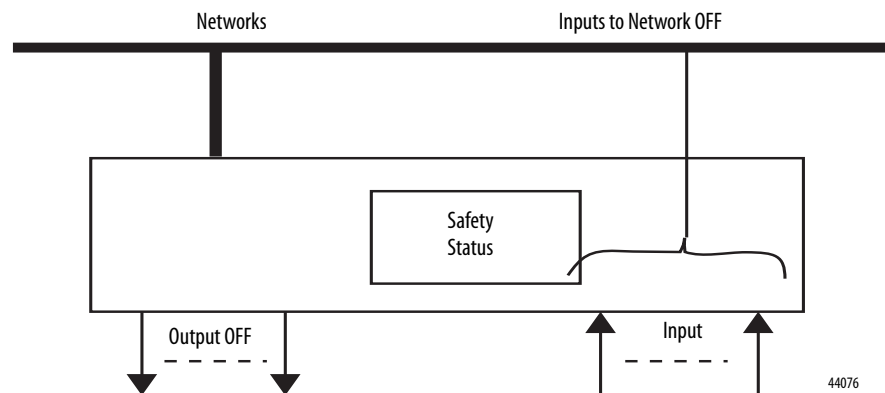 Networks
Inputs to Network OFF
Safety
Status
Output OFF
Input
44076